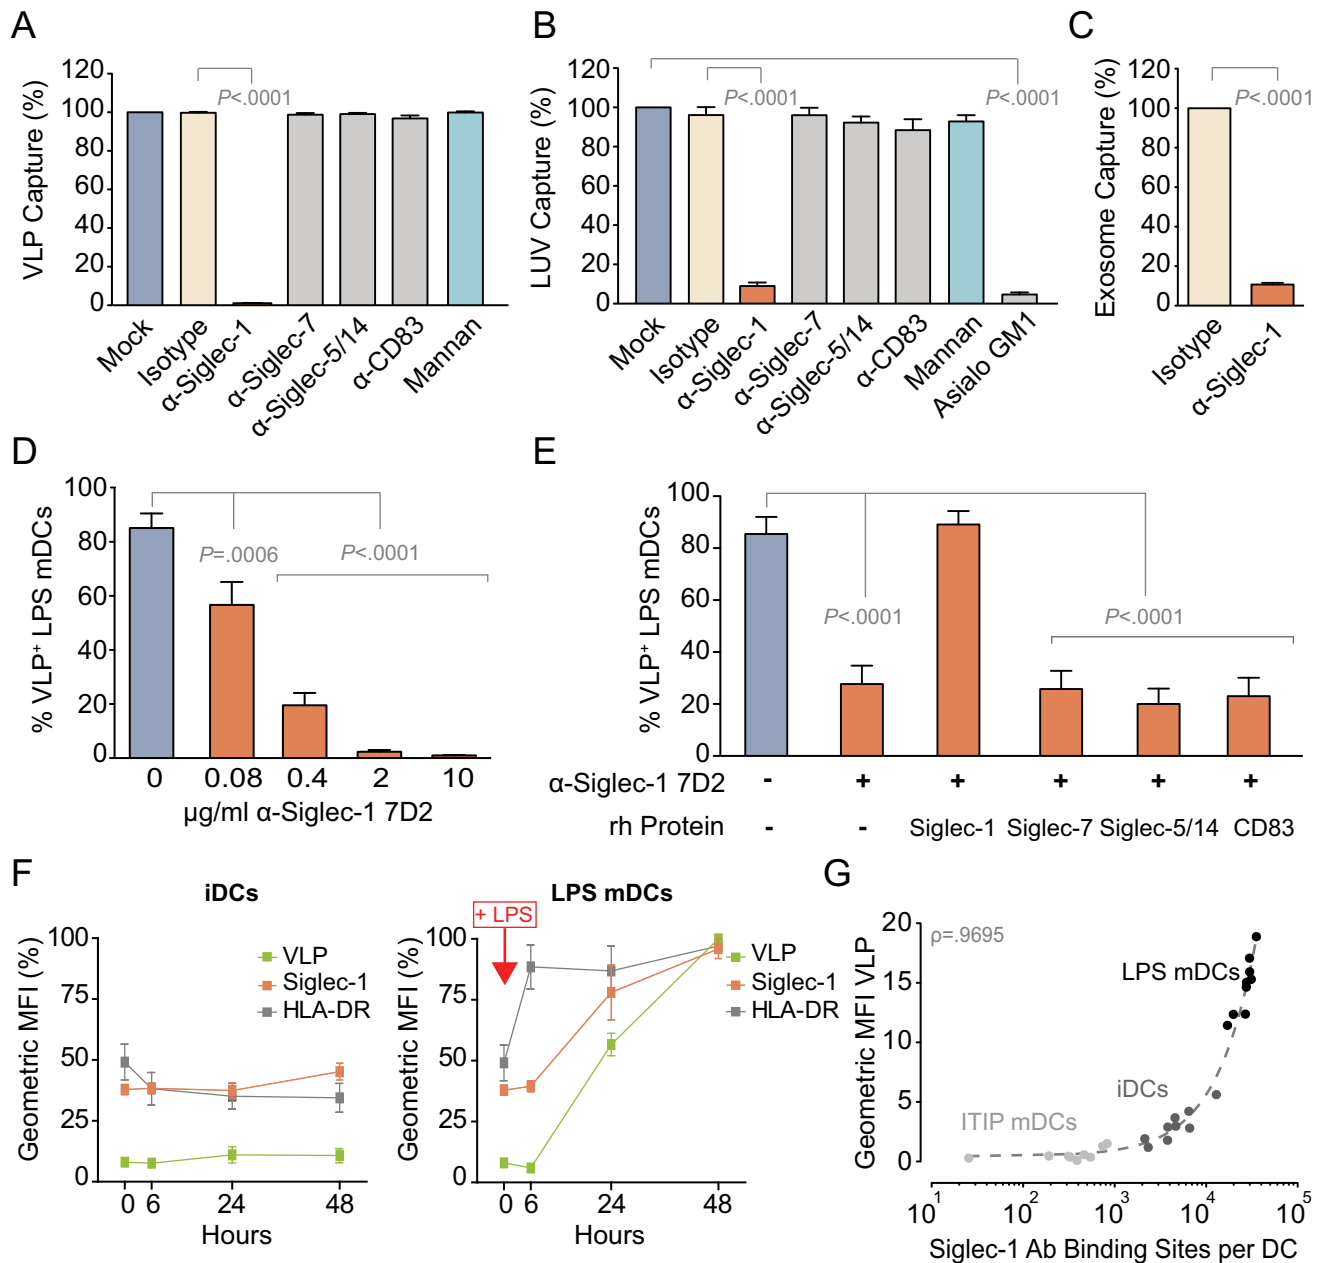 A
VLP Capture (%)
120
100
80
60
40
20
0
P<.0001
Mock
Isotype
α-Siglec-1
α-Siglec-7
α-Siglec-5/14
α-CD83
Mannan
B
LUV Capture (%)
120
100
80
60
40
20
0
P<.0001
P<.0001
Mock
Isotype
α-Siglec-1
α-Siglec-7
α-Siglec-5/14
α-CD83
Mannan
Asialo GM1
C
Exosome Capture (%)
120
100
80
60
40
20
0
P<.0001
Isotype
α-Siglec-1
D
% VLP⁺ LPS mDCs
100
80
60
40
20
0
P=.0006
P<.0001
0 0.08 0.4 2 10
µg/ml α-Siglec-1 7D2
E
% VLP⁺ LPS mDCs
100
80
60
40
20
0
P<.0001
P<.0001
α-Siglec-1 7D2 - + + + + +
rh Protein - - Siglec-1 Siglec-7 Siglec-5/14 CD83
F
iDCs
Geometric MFI (%)
100
75
50
25
0
VLP
Siglec-1
HLA-DR
0 6 24 48
Hours
LPS mDCs
+ LPS
Geometric MFI (%)
100
75
50
25
0
VLP
Siglec-1
HLA-DR
0 6 24 48
Hours
G
Geometric MFI VLP
20
15
10
5
0
ρ=.9695
LPS mDCs
iDCs
ITIP mDCs
10¹ 10² 10³ 10⁴ 10⁵
Siglec-1 Ab Binding Sites per DC